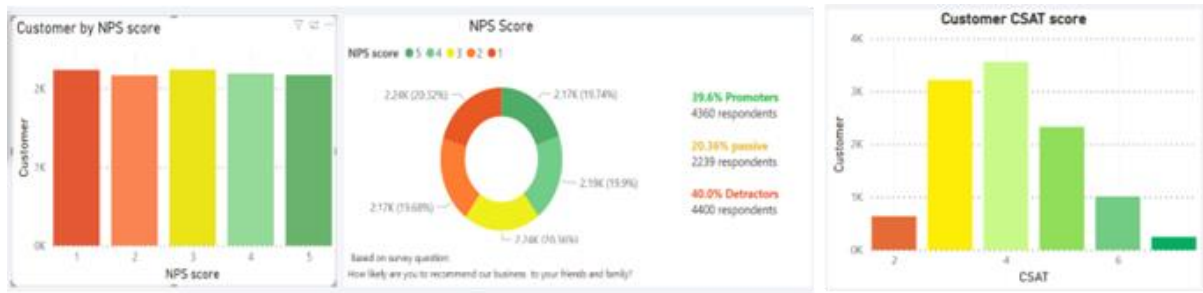 Customer by NPS score
2K
1K
0K
Customer
1 2 3 4 5
NPS score
NPS Score
NPS score 5 4 3 2 1
2.24K (20.32%)
2.17K (19.74%)
2.19K (19.9%)
2.24K (20.36%)
2.17K (19.68%)
39.6% Promoters
4360 respondents
20.36% passive
2239 respondents
40.0% Detractors
4400 respondents
Based on survey question:
How likely are you to recommend our business to your friends and family?
Customer CSAT score
4K
3K
2K
1K
0K
Customer
2 4 6
CSAT